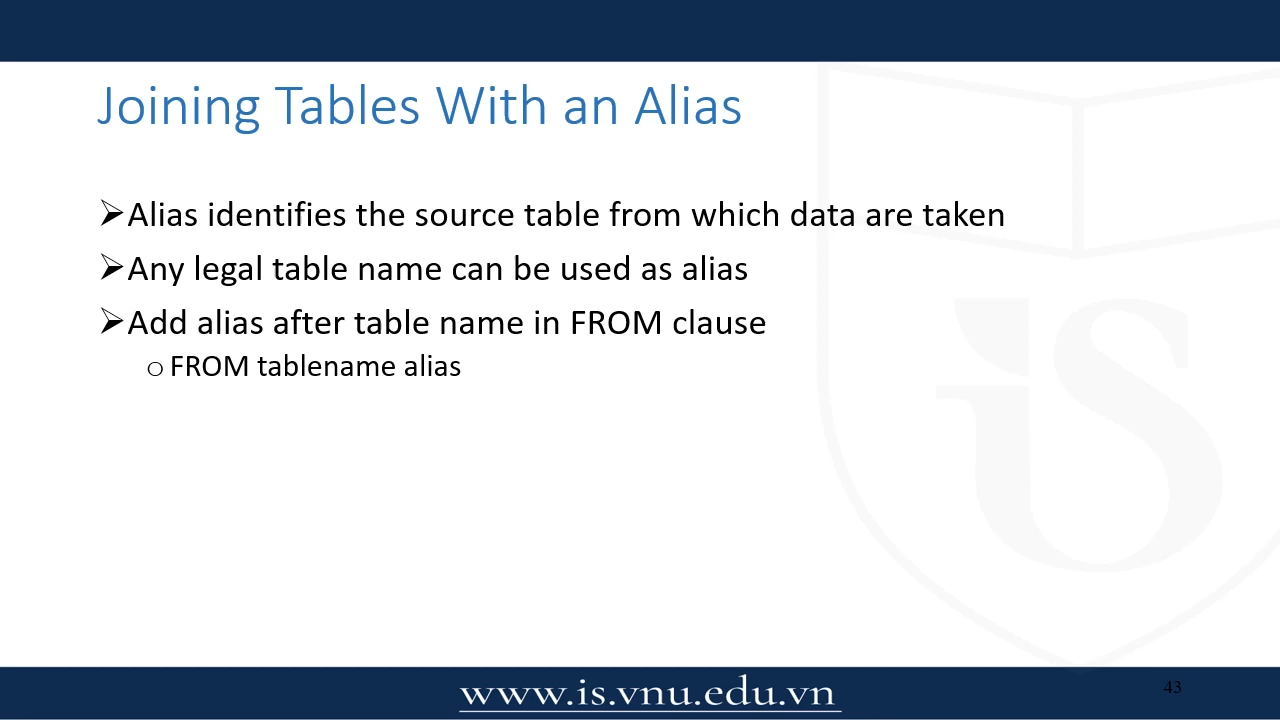 Joining Tables With an Alias
➢Alias identifies the source table from which data are taken
➢Any legal table name can be used as alias
➢Add alias after table name in FROM clause
o FROM tablename alias
iS
www.is.vnu.edu.vn
43